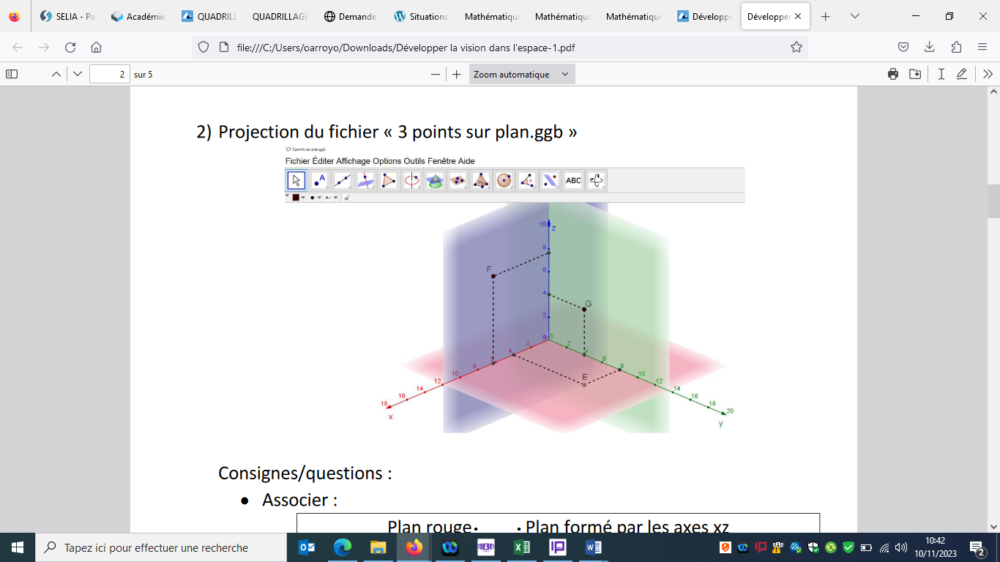 SELIA - Pa
Académie
QUADRILL
QUADRILLAGE
Demande
Situations
Mathématiqu
Mathématique
Mathématique
Développe
Développer
file:///C:/Users/oarroyo/Downloads/Développer la vision dans l'espace-1.pdf
2 sur 5
Zoom automatique
2) Projection du fichier « 3 points sur plan.ggb »
3 points sur plan.ggb
Fichier Éditer Affichage Options Outils Fenêtre Aide
A
ABC
AA
10
z
8
6
4
2
0
0
F
G
E
2
4
6
8
10
12
14
16
18
x
2
4
6
8
10
12
14
16
18
20
y
Consignes/questions :
• Associer :
Plan rouge • • Plan formé par les axes xz
Tapez ici pour effectuer une recherche
10:42
10/11/2023
2